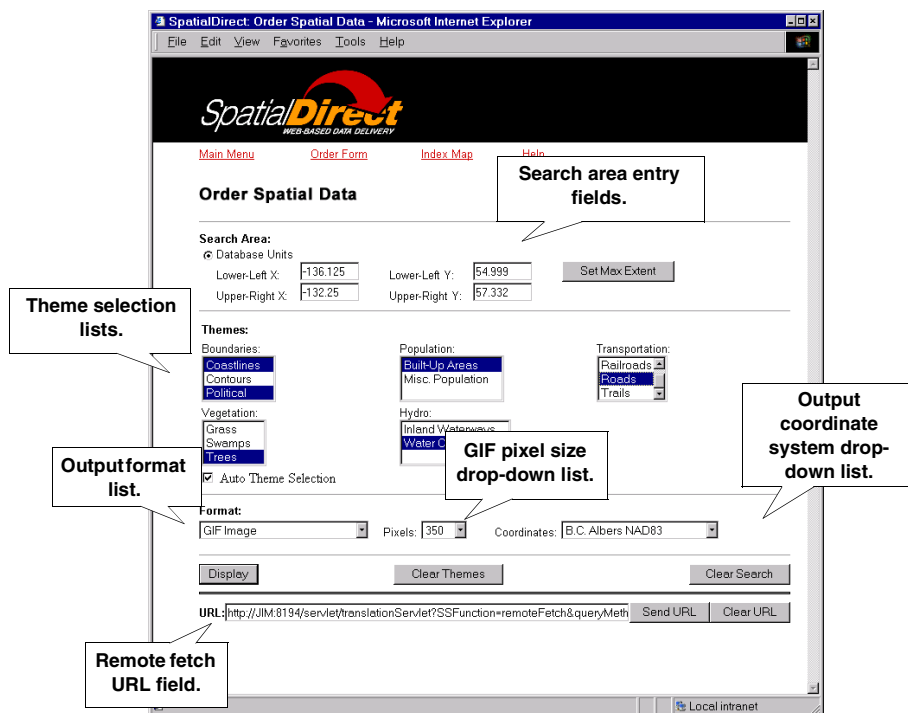 SpatialDirect: Order Spatial Data - Microsoft Internet Explorer
File Edit View Favorites Tools Help
SpatialDirect
WEB-BASED DATA DELIVERY
Main Menu Order Form Index Map Help
Search area entry
fields.
Order Spatial Data
Search Area:
Database Units
Lower-Left X: -136.125 Lower-Left Y: 54.999 Set Max Extent
Upper-Right X: -132.25 Upper-Right Y: 57.332
Theme selection
lists.
Themes:
Boundaries: Population: Transportation:
Coastlines Built-Up Areas Railroads
Contours Misc. Population Roads
Political Trails
Vegetation: Hydro:
Grass Inland Waterways
Swamps Water
Trees
Output
coordinate
system drop-
down list.
GIF pixel size
drop-down list.
Output format
list.
Auto Theme Selection
Format:
GIF Image Pixels: 350 Coordinates: B.C. Albers NAD83
Display Clear Themes Clear Search
URL: http://JIM:8194/servlet/translationServlet?SSFunction=remoteFetch&queryMeth Send URL Clear URL
Remote fetch
URL field.
Local intranet